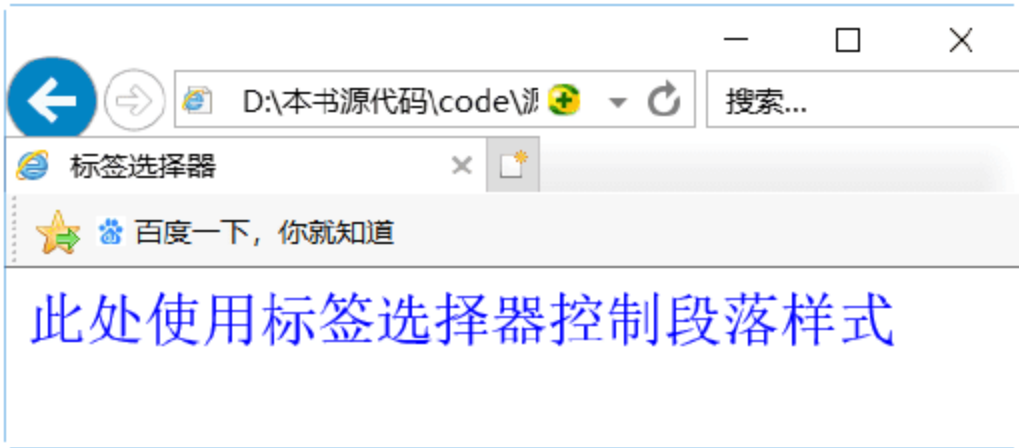 D:\本书源代码\code\源
搜索...
标签选择器
百度一下，你就知道
此处使用标签选择器控制段落样式